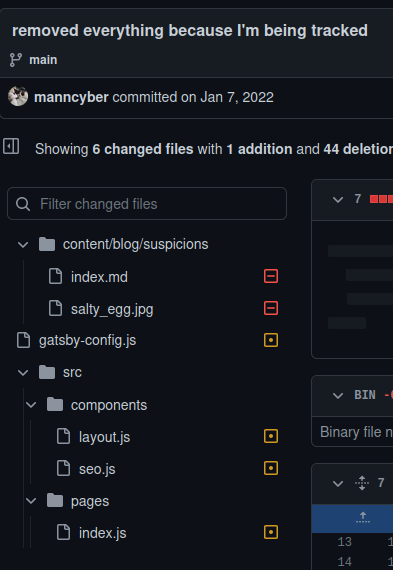 removed everything because I'm being tracked
main
manncyber committed on Jan 7, 2022
Showing 6 changed files with 1 addition and 44 deletion
Filter changed files
7
content/blog/suspicions
index.md
salty_egg.jpg
gatsby-config.js
src
components
BIN
layout.js
Binary file n
seo.js
7
pages
index.js
13
14